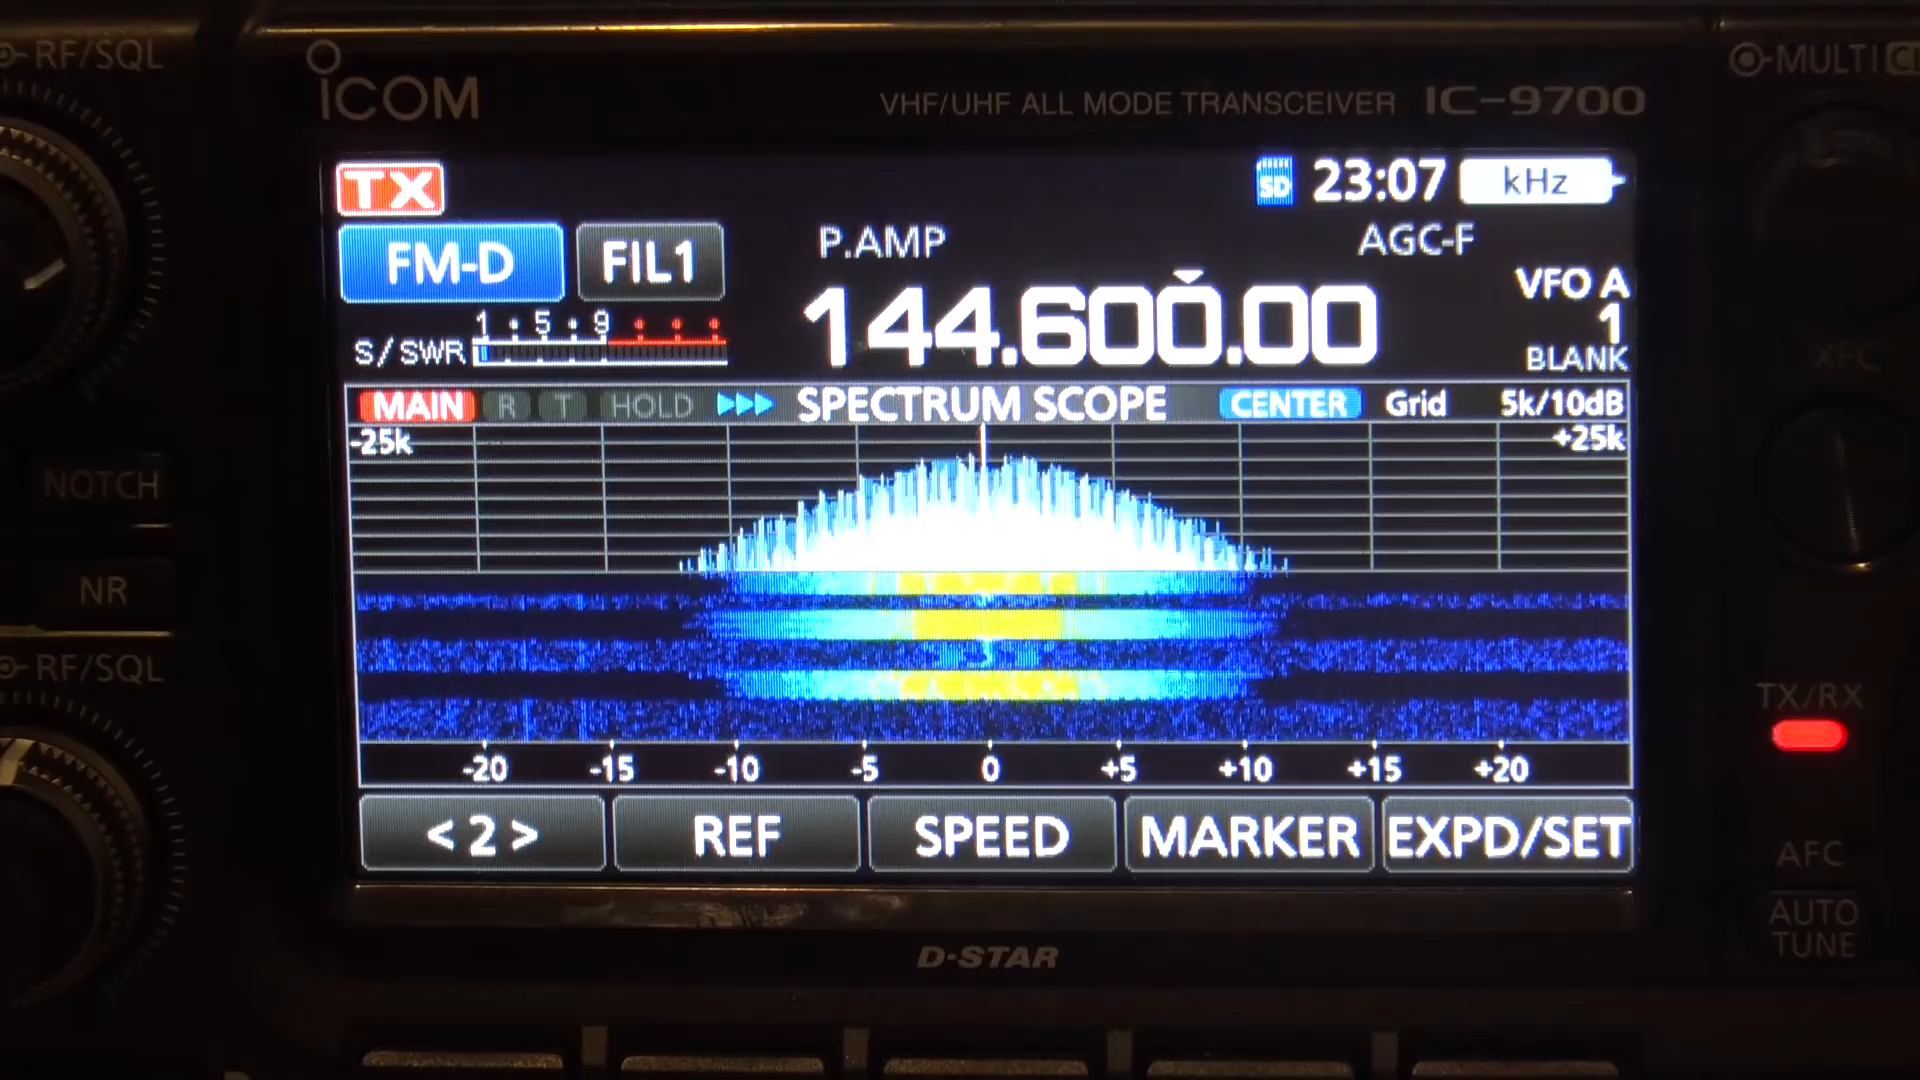 RF/SQL
MULTI
ICOM
VHF/UHF ALL MODE TRANSCEIVER IC-9700
TX
SD 23:07 kHz
FM-D FIL1 P.AMP AGC-F
144.600.00
VFO A
1
BLANK
1 5 9
S/SWR
MAIN R T HOLD SPECTRUM SCOPE CENTER Grid 5k/10dB
-25k +25k
-20 -15 -10 -5 0 +5 +10 +15 +20
<2> REF SPEED MARKER EXPD/SET
D-STAR
NOTCH
NR
RF/SQL
XFC
TX/RX
AFC
AUTO
TUNE